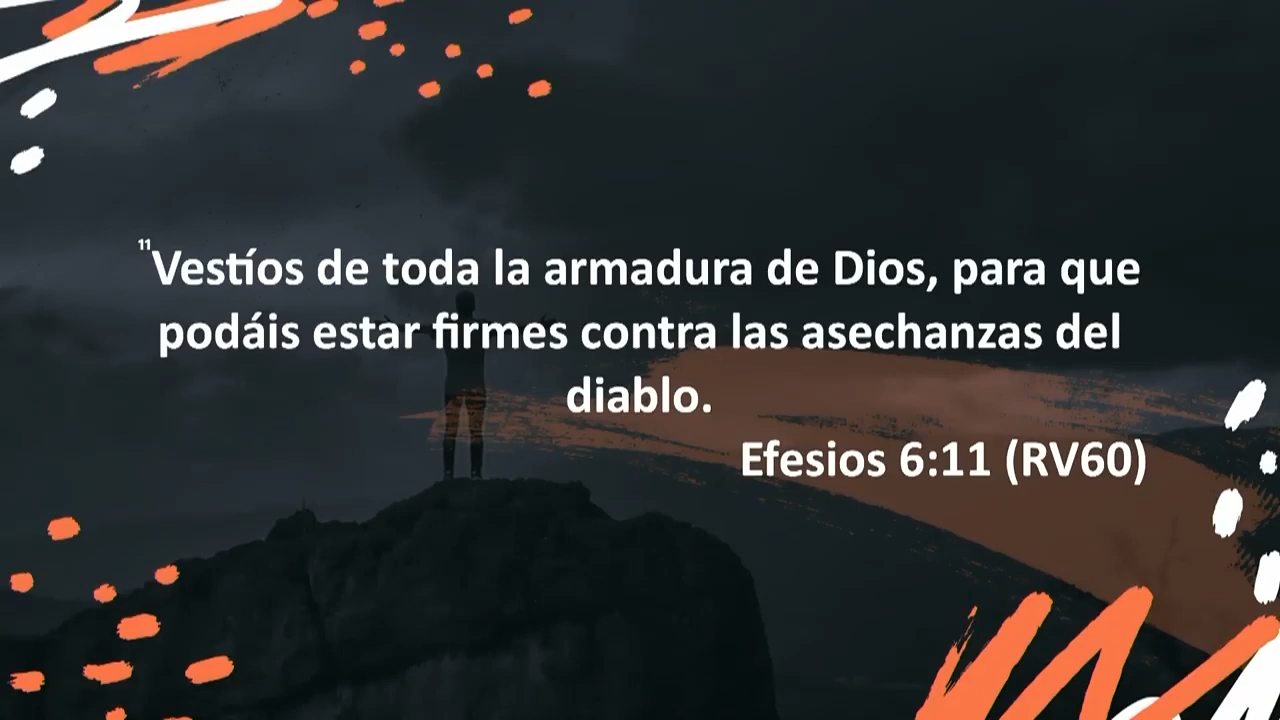 ¹¹Vestíos de toda la armadura de Dios, para que
podáis estar firmes contra las asechanzas del
diablo.
Efesios 6:11 (RV60)